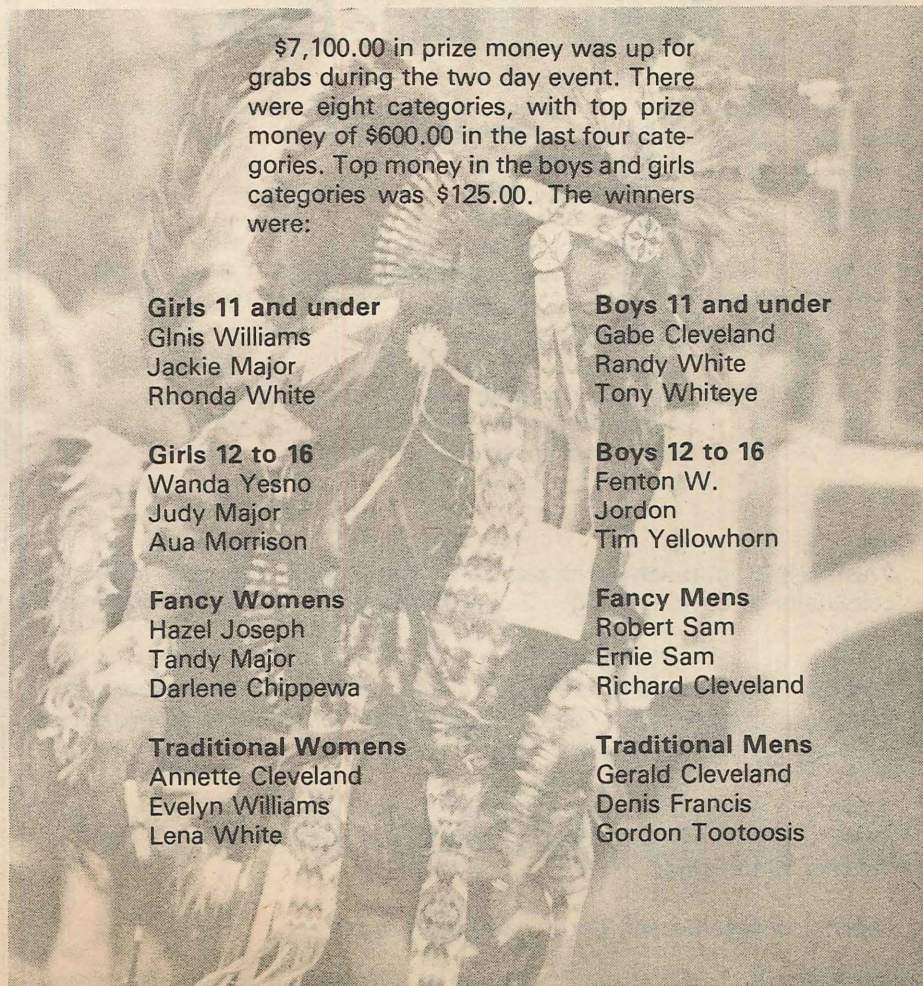 $7,100.00 in prize money was up for
grabs during the two day event. There
were eight categories, with top prize
money of $600.00 in the last four cate-
gories. Top money in the boys and girls
categories was $125.00. The winners
were:
Girls 11 and under
GInis Williams
Jackie Major
Rhonda White
Girls 12 to 16
Wanda Yesno
Judy Major
Aua Morrison
Fancy Womens
Hazel Joseph
Tandy Major
Darlene Chippewa
Traditional Womens
Annette Cleveland
Evelyn Williams
Lena White
Boys 11 and under
Gabe Cleveland
Randy White
Tony Whiteye
Boys 12 to 16
Fenton W.
Jordon
Tim Yellowhorn
Fancy Mens
Robert Sam
Ernie Sam
Richard Cleveland
Traditional Mens
Gerald Cleveland
Denis Francis
Gordon Tootoosis